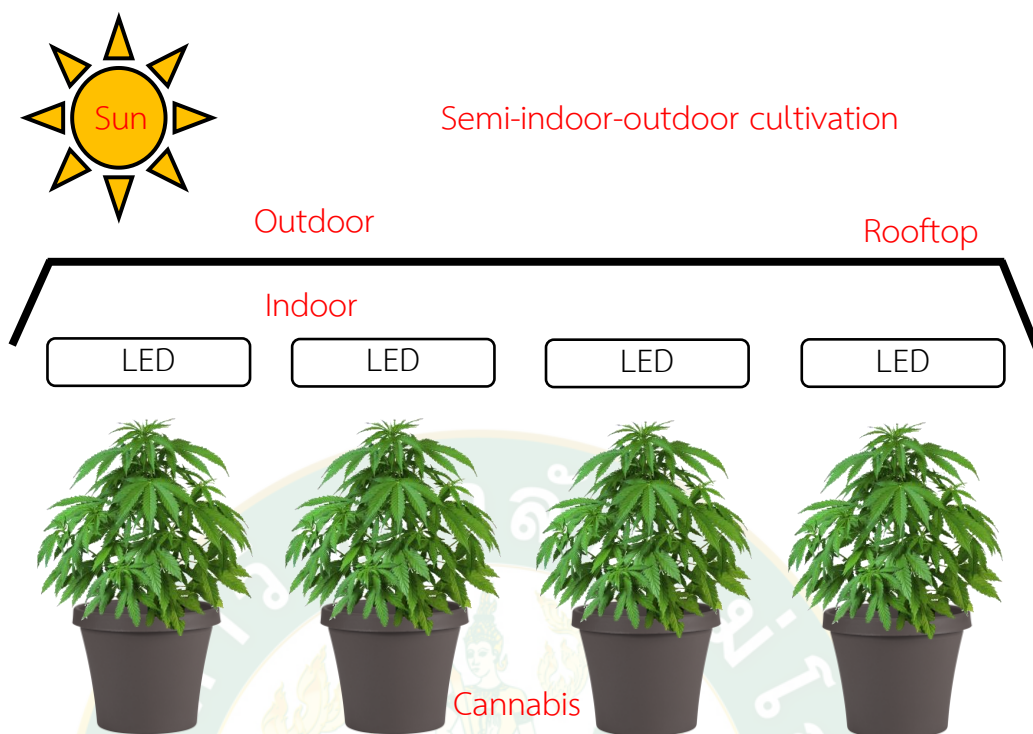 Sun
Semi-indoor-outdoor cultivation
Outdoor
Rooftop
Indoor
LED LED LED LED
Cannabis